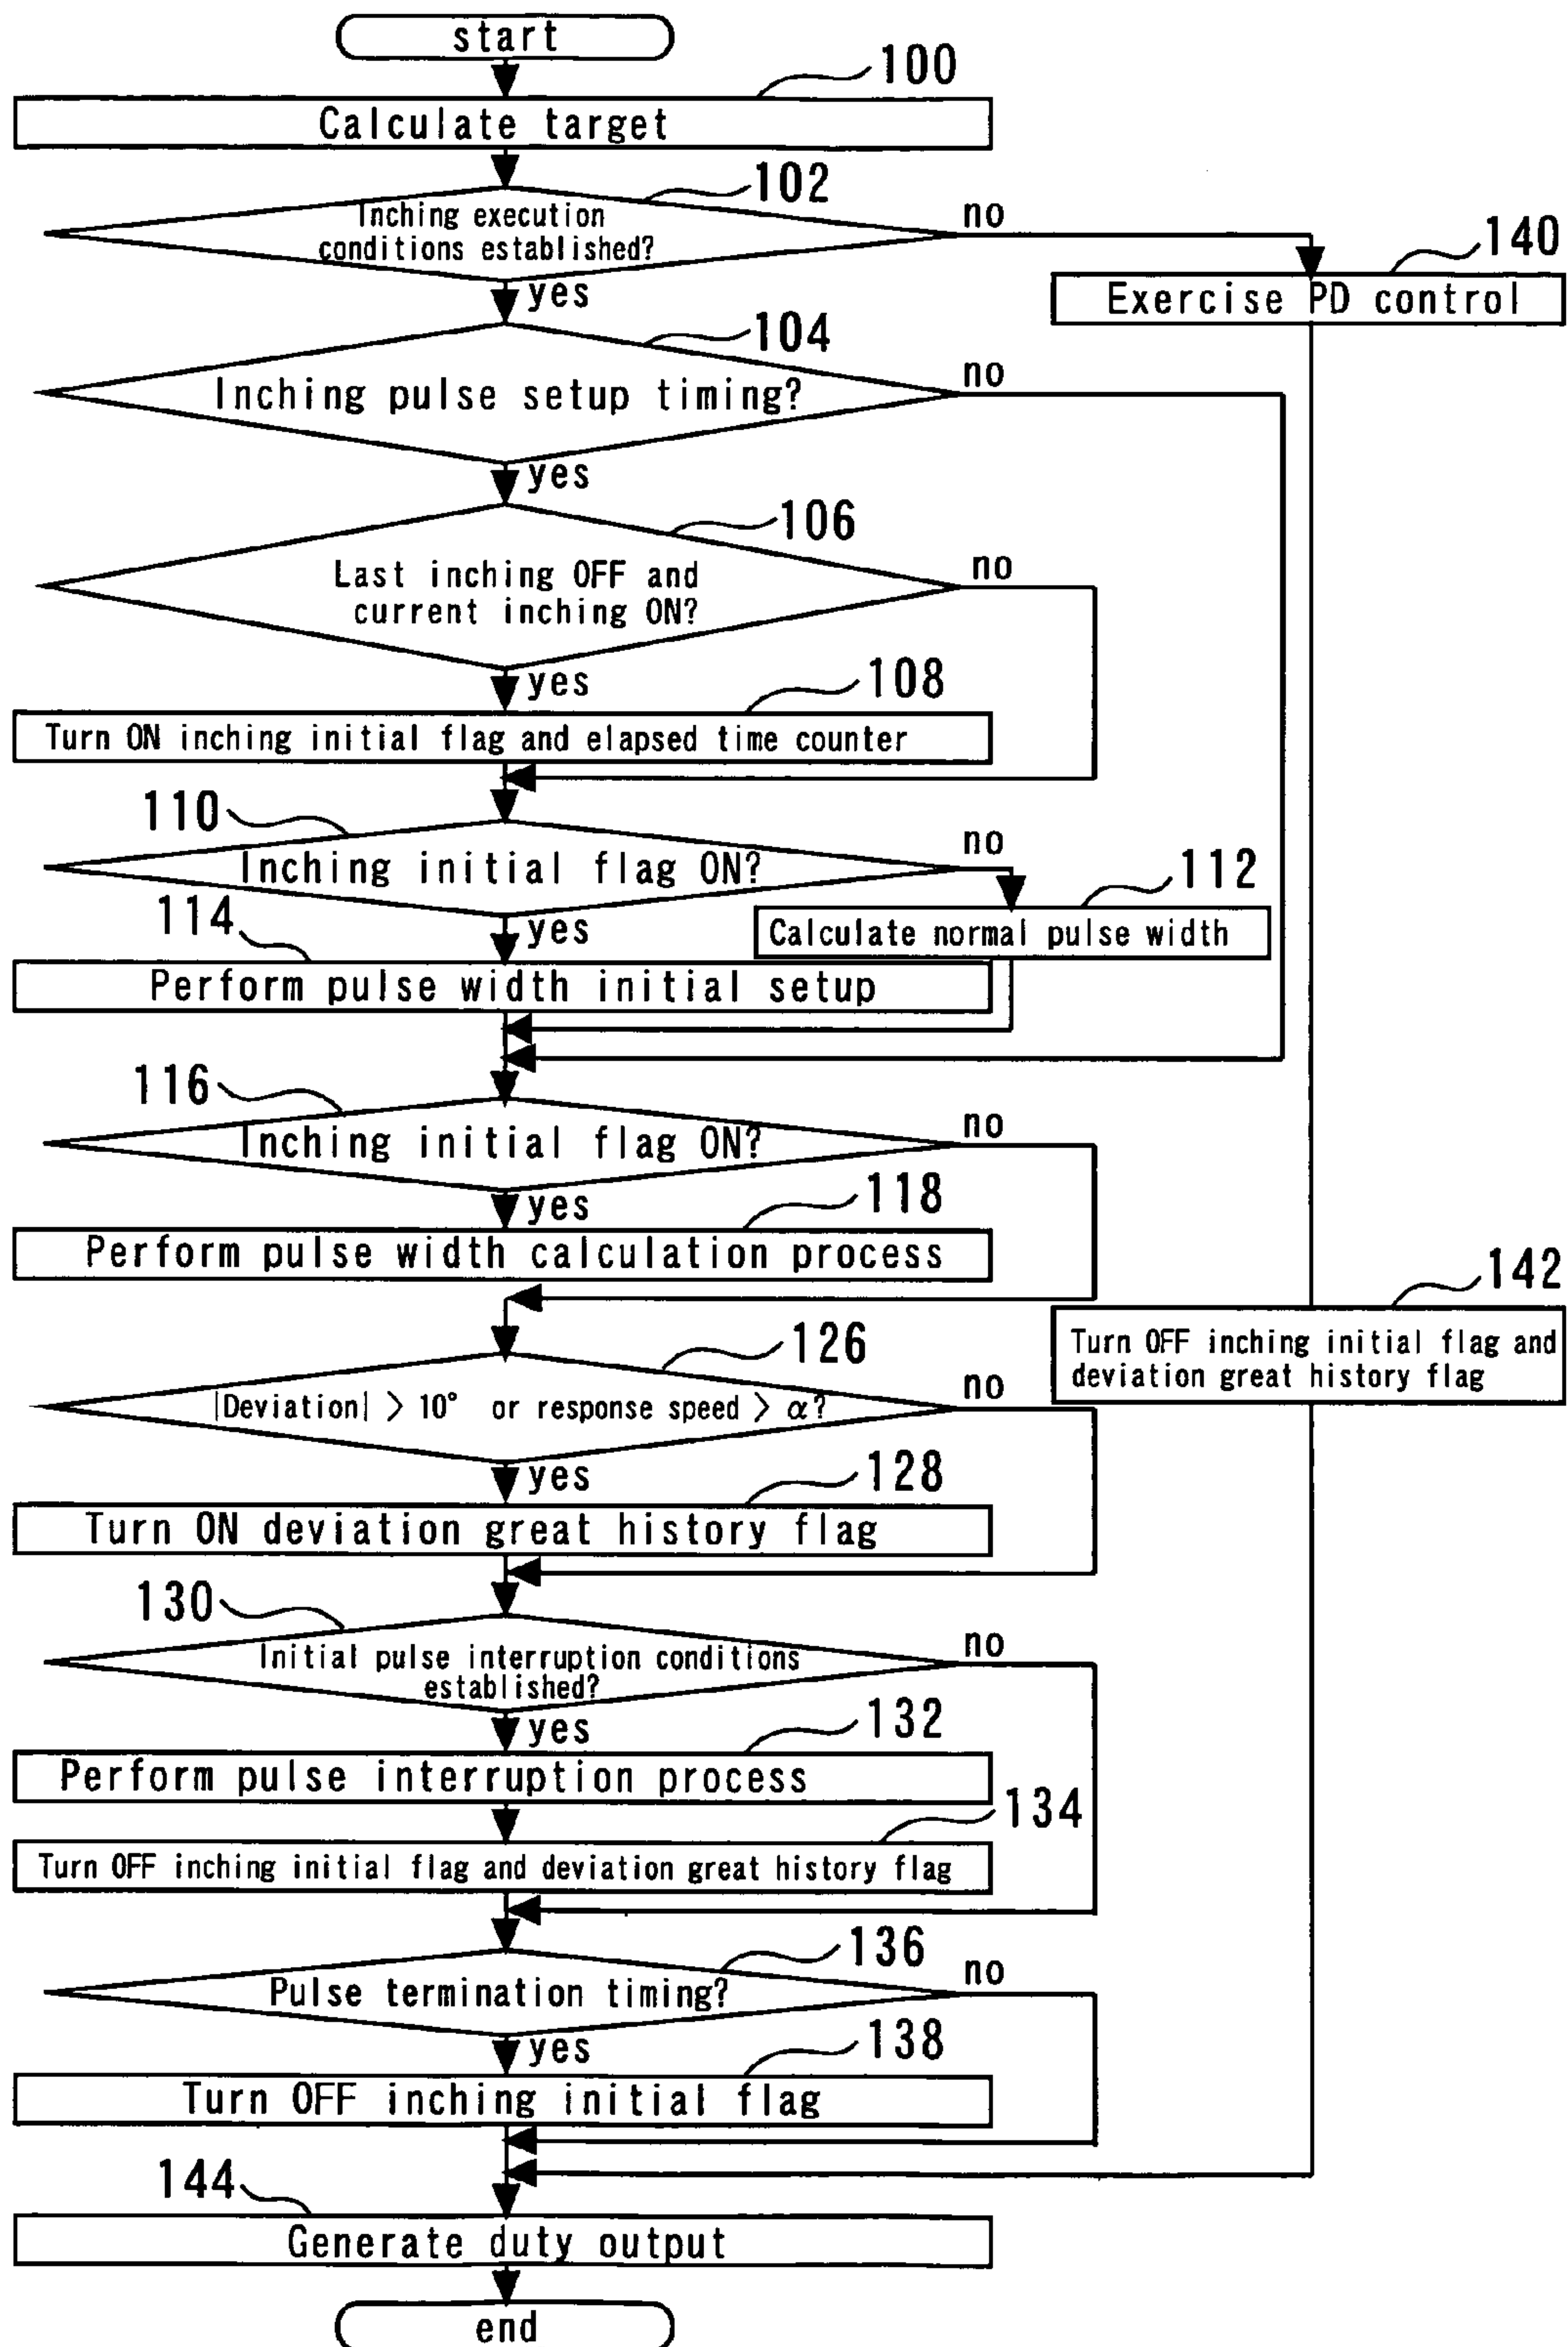 start
100
Calculate target
102
Inching execution
conditions established?
no
140
yes
Exercise PD control
104
Inching pulse setup timing?
no
yes
106
Last inching OFF and
current inching ON?
no
yes
108
Turn ON inching initial flag and elapsed time counter
110
Inching initial flag ON?
no
112
114
yes
Calculate normal pulse width
Perform pulse width initial setup
116
Inching initial flag ON?
no
yes
118
Perform pulse width calculation process
142
Turn OFF inching initial flag and
deviation great history flag
126
|Deviation| > 10° or response speed > α?
no
yes
128
Turn ON deviation great history flag
130
Initial pulse interruption conditions
established?
no
yes
132
Perform pulse interruption process
134
Turn OFF inching initial flag and deviation great history flag
136
Pulse termination timing?
no
yes
138
Turn OFF inching initial flag
144
Generate duty output
end